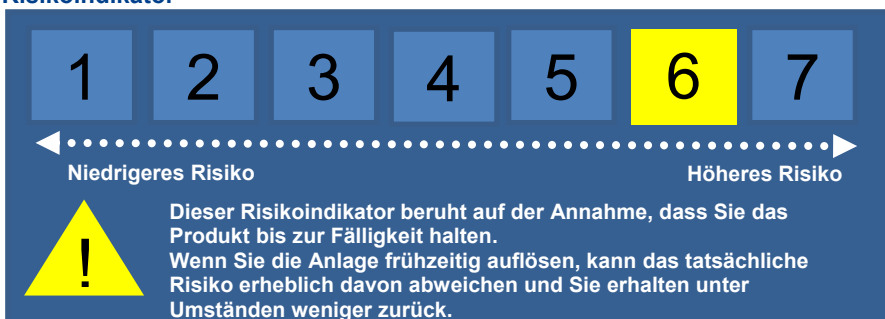 Risikoindikator
1 2 3 4 5 6 7
Niedrigeres Risiko Höheres Risiko
! Dieser Risikoindikator beruht auf der Annahme, dass Sie das
Produkt bis zur Fälligkeit halten.
Wenn Sie die Anlage frühzeitig auflösen, kann das tatsächliche
Risiko erheblich davon abweichen und Sie erhalten unter
Umständen weniger zurück.